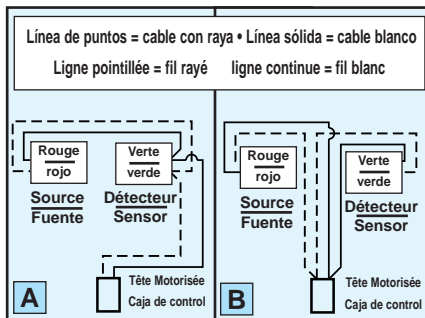 Línea de puntos = cable con raya • Línea sólida = cable blanco
Ligne pointillée = fil rayé ligne continue = fil blanc
Rouge
rojo
Source
Fuente
Verte
verde
Détecteur
Sensor
Tête Motorisée
Caja de control
A
Rouge
rojo
Source
Fuente
Verte
verde
Détecteur
Sensor
Tête Motorisée
Caja de control
B